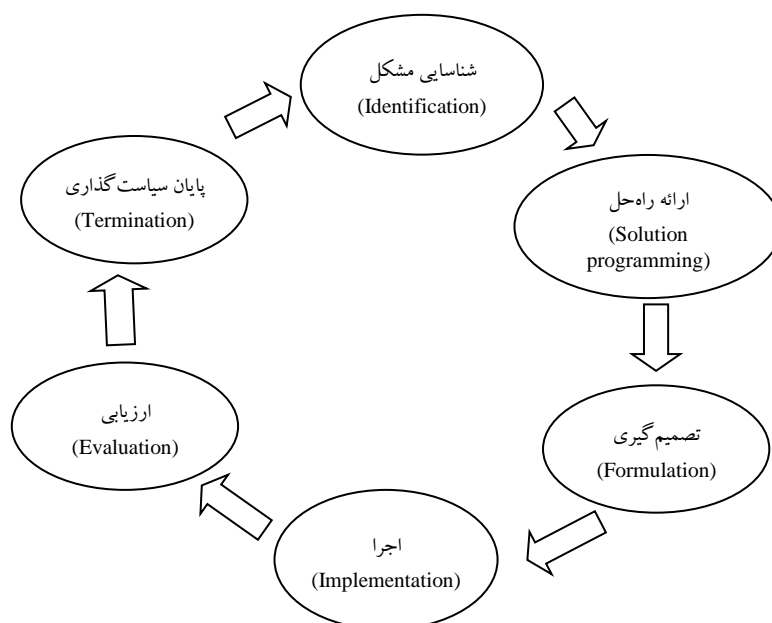 شناسایی مشکل
(Identification)
ارائه راه‌حل
(Solution
programming)
تصمیم‌گیری
(Formulation)
اجرا
(Implementation)
ارزیابی
(Evaluation)
پایان سیاست‌گذاری
(Termination)